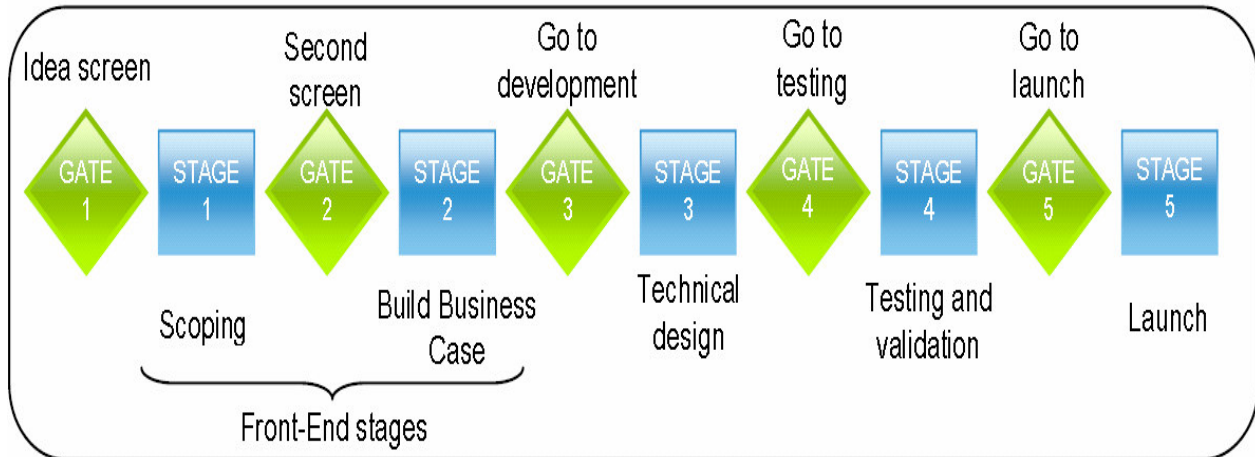 Idea screen
Second
screen
Go to
development
Go to
testing
Go to
launch
GATE
1
STAGE
1
GATE
2
STAGE
2
GATE
3
STAGE
3
GATE
4
STAGE
4
GATE
5
STAGE
5
Scoping
Build Business
Case
Technical
design
Testing and
validation
Launch
Front-End stages